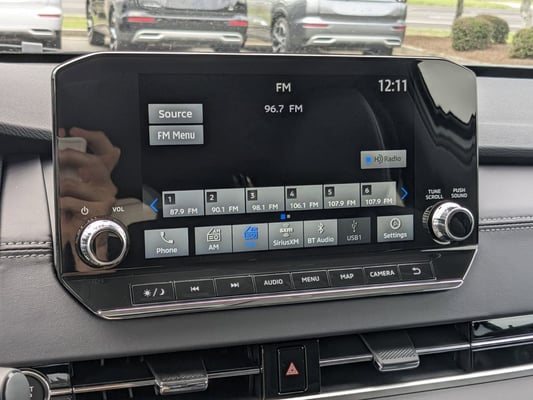 FM
12:11
96.7 FM
Source
FM Menu
HD Radio
1 2 3 4 5 6
87.9 FM 90.1 FM 98.1 FM 106.1 FM 107.9 FM 107.9 FM
VOL
TUNE SCROLL
PUSH SOUND
Phone AM SXM SiriusXM BT Audio USB1 Settings
AUDIO MENU MAP CAMERA